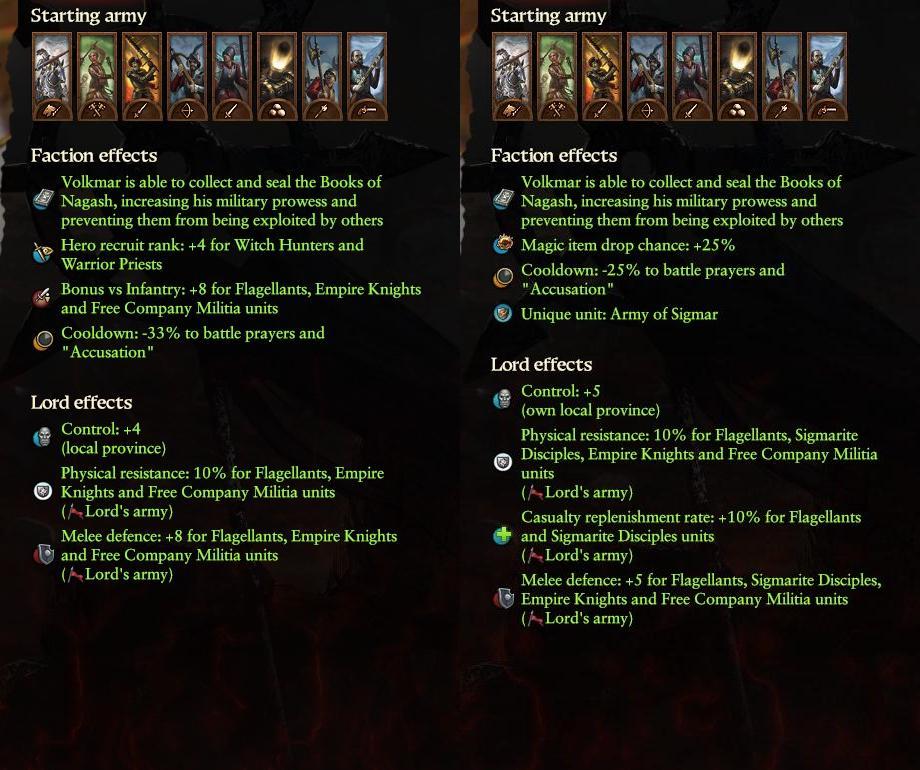 Starting army
Faction effects
Volkmar is able to collect and seal the Books of
Nagash, increasing his military prowess and
preventing them from being exploited by others
Hero recruit rank: +4 for Witch Hunters and
Warrior Priests
Bonus vs Infantry: +8 for Flagellants, Empire Knights
and Free Company Militia units
Cooldown: -33% to battle prayers and
"Accusation"
Lord effects
Control: +4
(local province)
Physical resistance: 10% for Flagellants, Empire
Knights and Free Company Militia units
(Lord's army)
Melee defence: +8 for Flagellants, Empire Knights
and Free Company Militia units
(Lord's army)
Starting army
Faction effects
Volkmar is able to collect and seal the Books of
Nagash, increasing his military prowess and
preventing them from being exploited by others
Magic item drop chance: +25%
Cooldown: -25% to battle prayers and
"Accusation"
Unique unit: Army of Sigmar
Lord effects
Control: +5
(own local province)
Physical resistance: 10% for Flagellants, Sigmarite
Disciples, Empire Knights and Free Company Militia
units
(Lord's army)
Casualty replenishment rate: +10% for Flagellants
and Sigmarite Disciples units
(Lord's army)
Melee defence: +5 for Flagellants, Sigmarite Disciples,
Empire Knights and Free Company Militia units
(Lord's army)